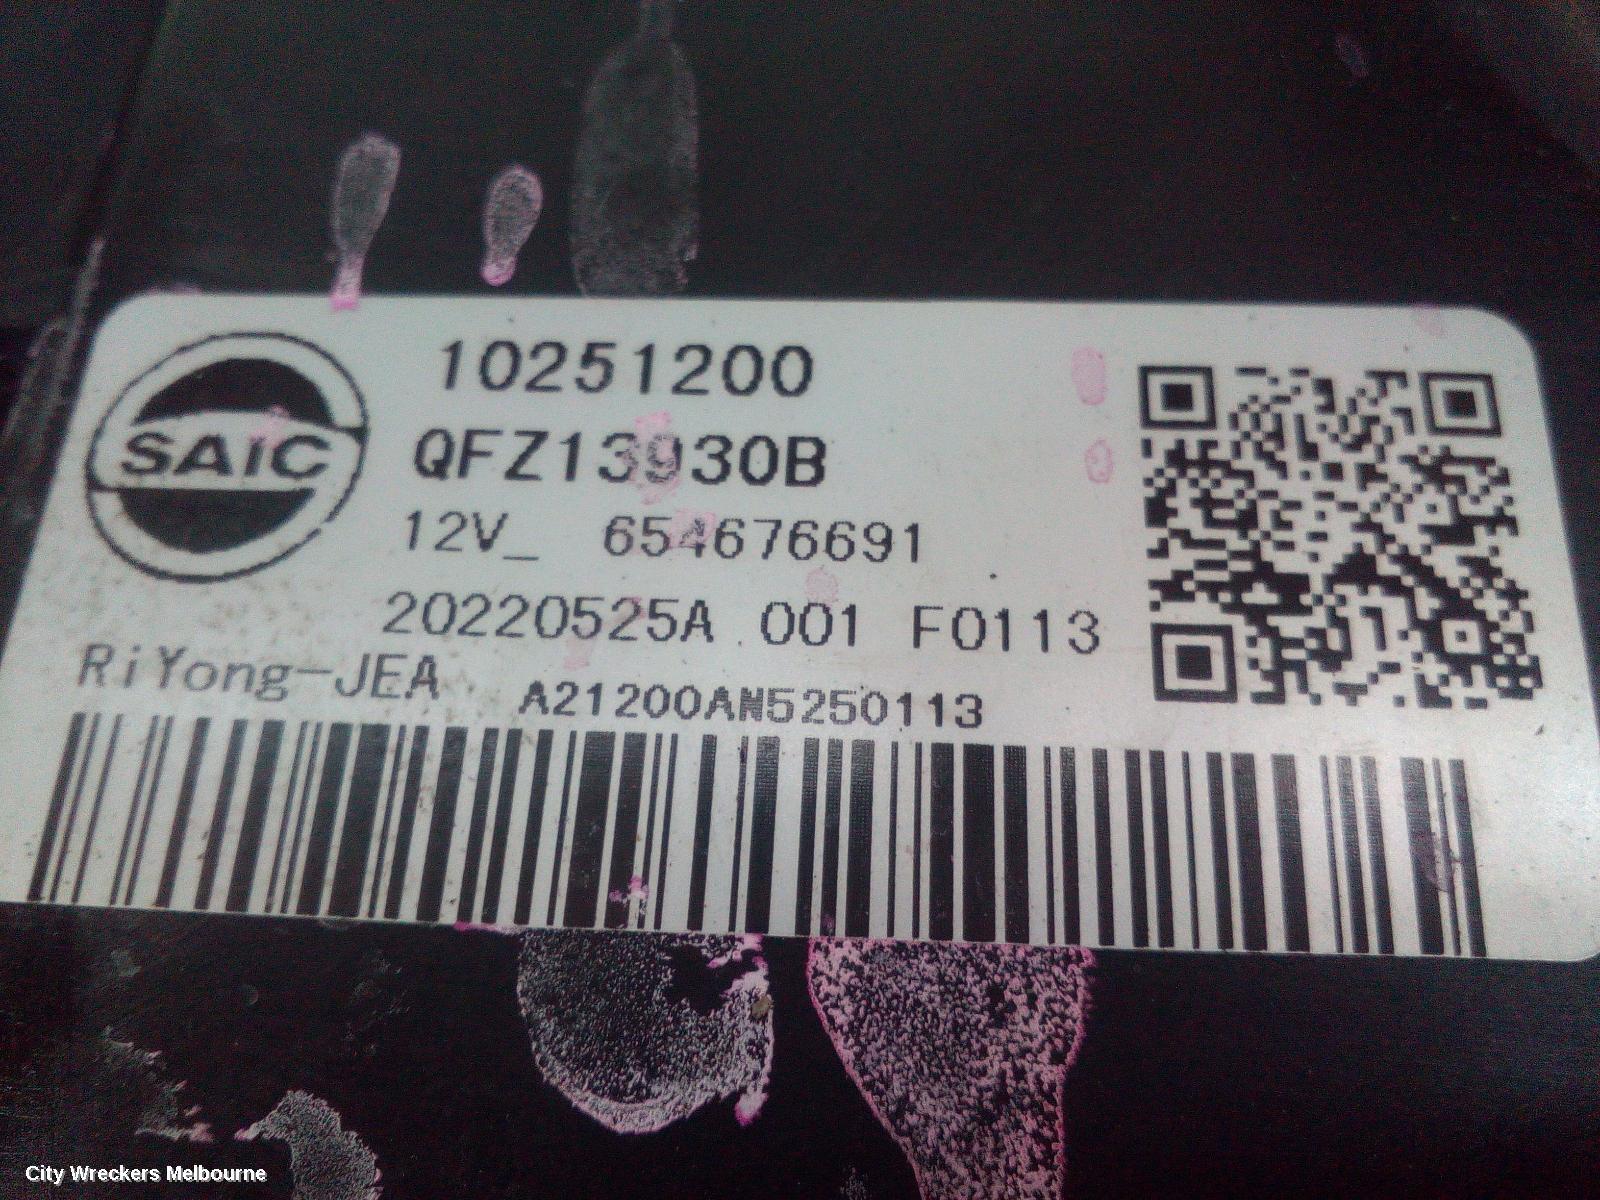 SAIC
10251200
QFZ13930B
12V_ 654676691
20220525A 001 F0113
RiYong-JEA A21200AN5250113
City Wreckers Melbourne